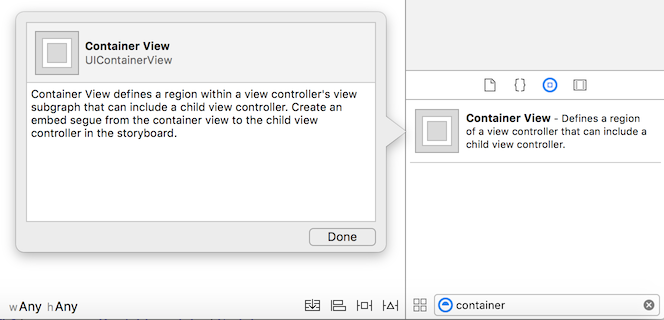 Container View
UIContainerView
Container View defines a region within a view controller's view
subgraph that can include a child view controller. Create an
embed segue from the container view to the child view
controller in the storyboard.
Done
Container View - Defines a region
of a view controller that can include a
child view controller.
wAny hAny
container